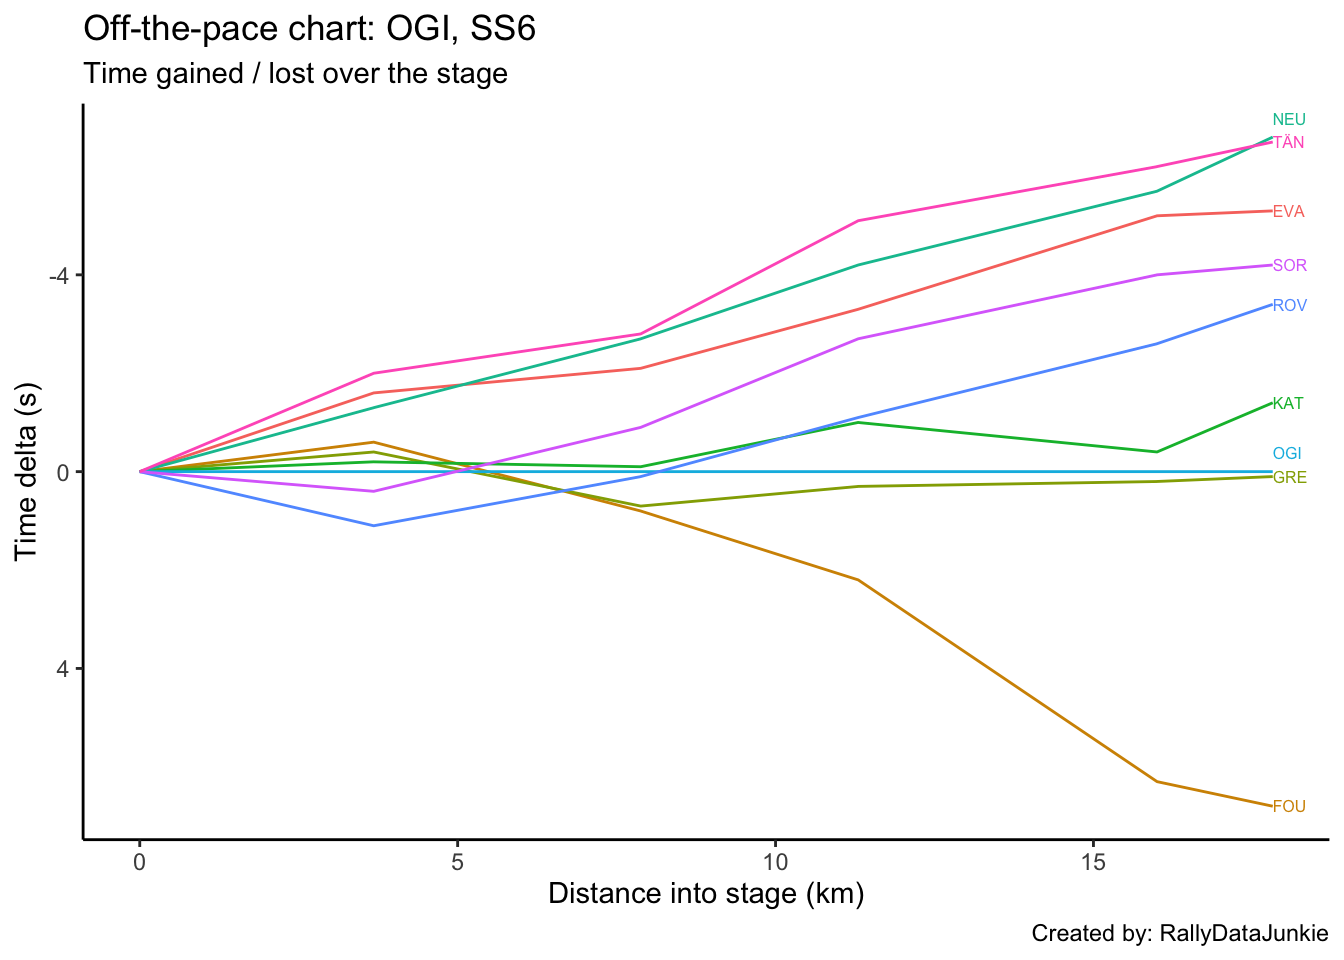 Off-the-pace chart: OGI, SS6
Time gained / lost over the stage
NEU
TÄN
EVA
SOR
ROV
KAT
OGI
GRE
FOU
-4
0
4
Time delta (s)
0 5 10 15
Distance into stage (km)
Created by: RallyDataJunkie